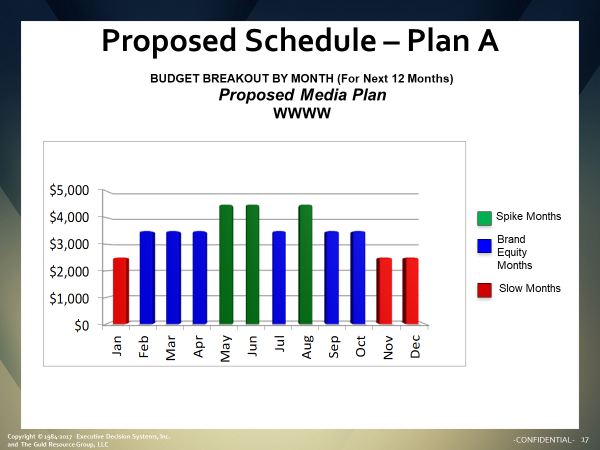 Proposed Schedule – Plan A
BUDGET BREAKOUT BY MONTH (For Next 12 Months)
Proposed Media Plan
WWWW
$5,000
$4,000
$3,000
$2,000
$1,000
$0
Jan
Feb
Mar
Apr
May
Jun
Jul
Aug
Sep
Oct
Nov
Dec
Spike Months
Brand
Equity
Months
Slow Months
Copyright © 1984-2017 Executive Decision Systems, Inc.
and The Guld Resource Group, LLC
-CONFIDENTIAL- 17